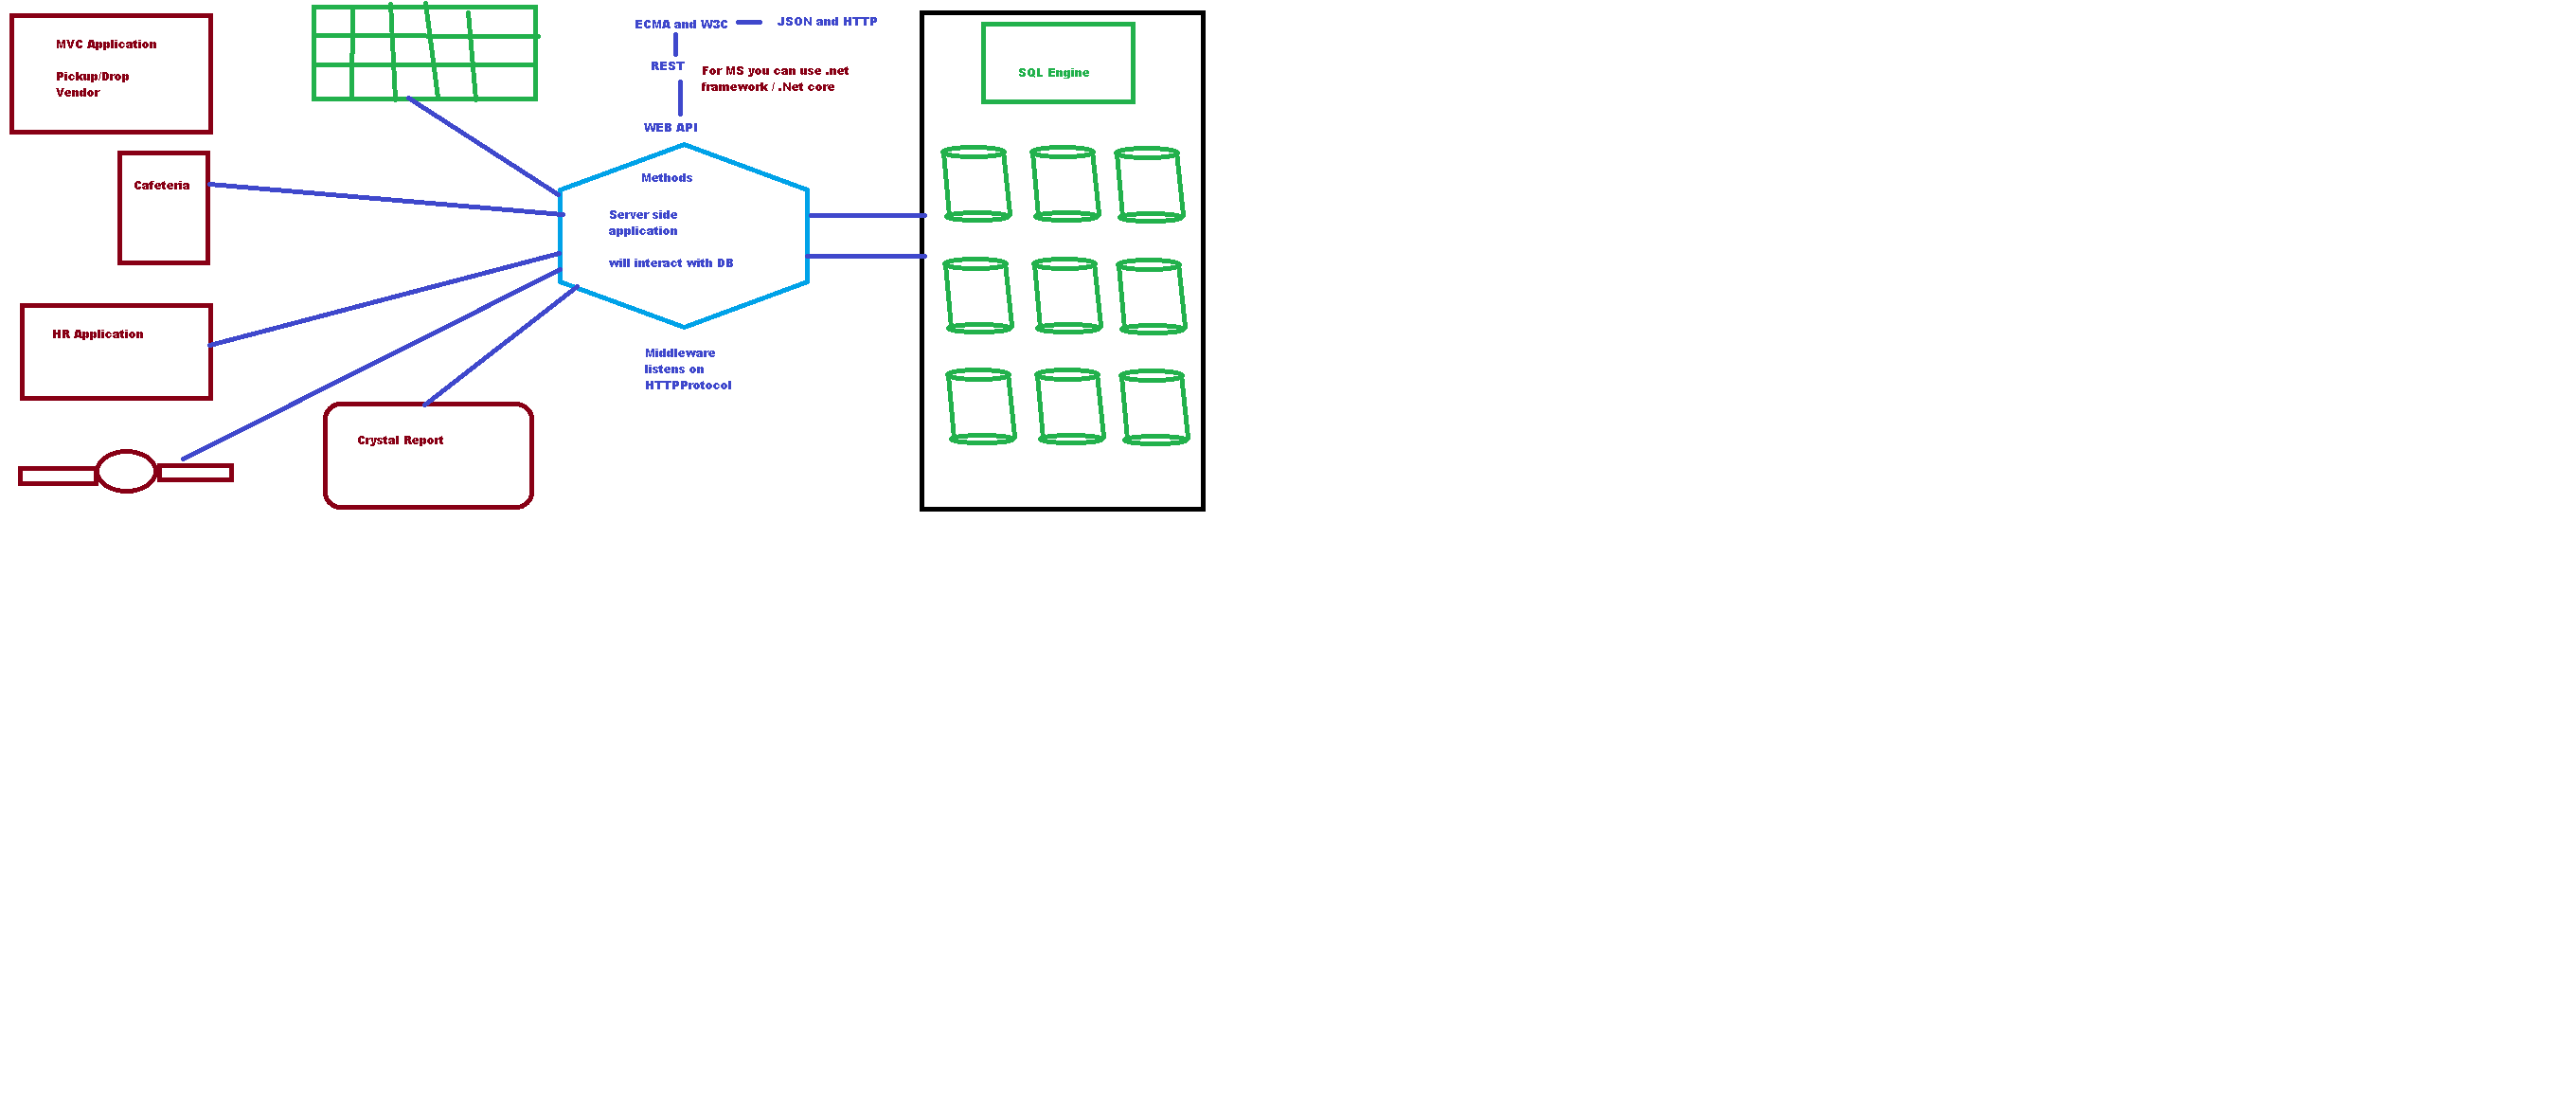 MVC Application
Pickup/Drop
Vendor
Cafeteria
HR Application
Crystal Report
ECMA and W3C
JSON and HTTP
REST
For MS you can use .net
framework / .Net core
WEB API
Methods
Server side
application
will interact with DB
Middleware
listens on
HTTPProtocol
SQL Engine